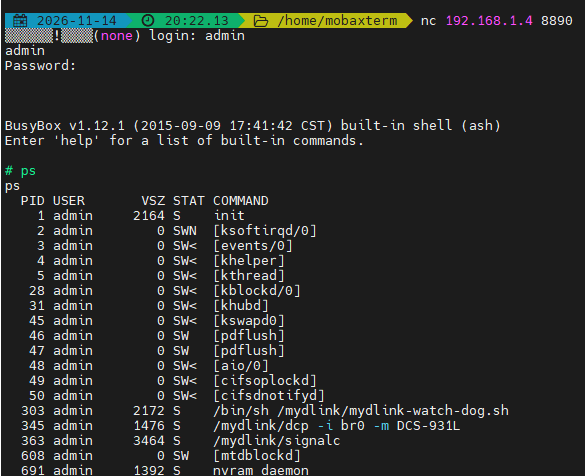 2026-11-14 20:22.13 /home/mobaxterm nc 192.168.1.4 8890
!(none) login: admin
admin
Password:
BusyBox v1.12.1 (2015-09-09 17:41:42 CST) built-in shell (ash)
Enter 'help' for a list of built-in commands.
# ps
ps
PID USER VSZ STAT COMMAND
1 admin 2164 S init
2 admin 0 SWN [ksoftirqd/0]
3 admin 0 SW< [events/0]
4 admin 0 SW< [khelper]
5 admin 0 SW< [kthread]
28 admin 0 SW< [kblockd/0]
31 admin 0 SW< [khubd]
45 admin 0 SW< [kswapd0]
46 admin 0 SW [pdflush]
47 admin 0 SW [pdflush]
48 admin 0 SW< [aio/0]
49 admin 0 SW< [cifsoplockd]
50 admin 0 SW< [cifsdnotifyd]
303 admin 2172 S /bin/sh /mydlink/mydlink-watch-dog.sh
345 admin 1476 S /mydlink/dcp -i br0 -m DCS-931L
363 admin 3464 S /mydlink/signalc
608 admin 0 SW [mtdblockd]
691 admin 1392 S nvram_daemon